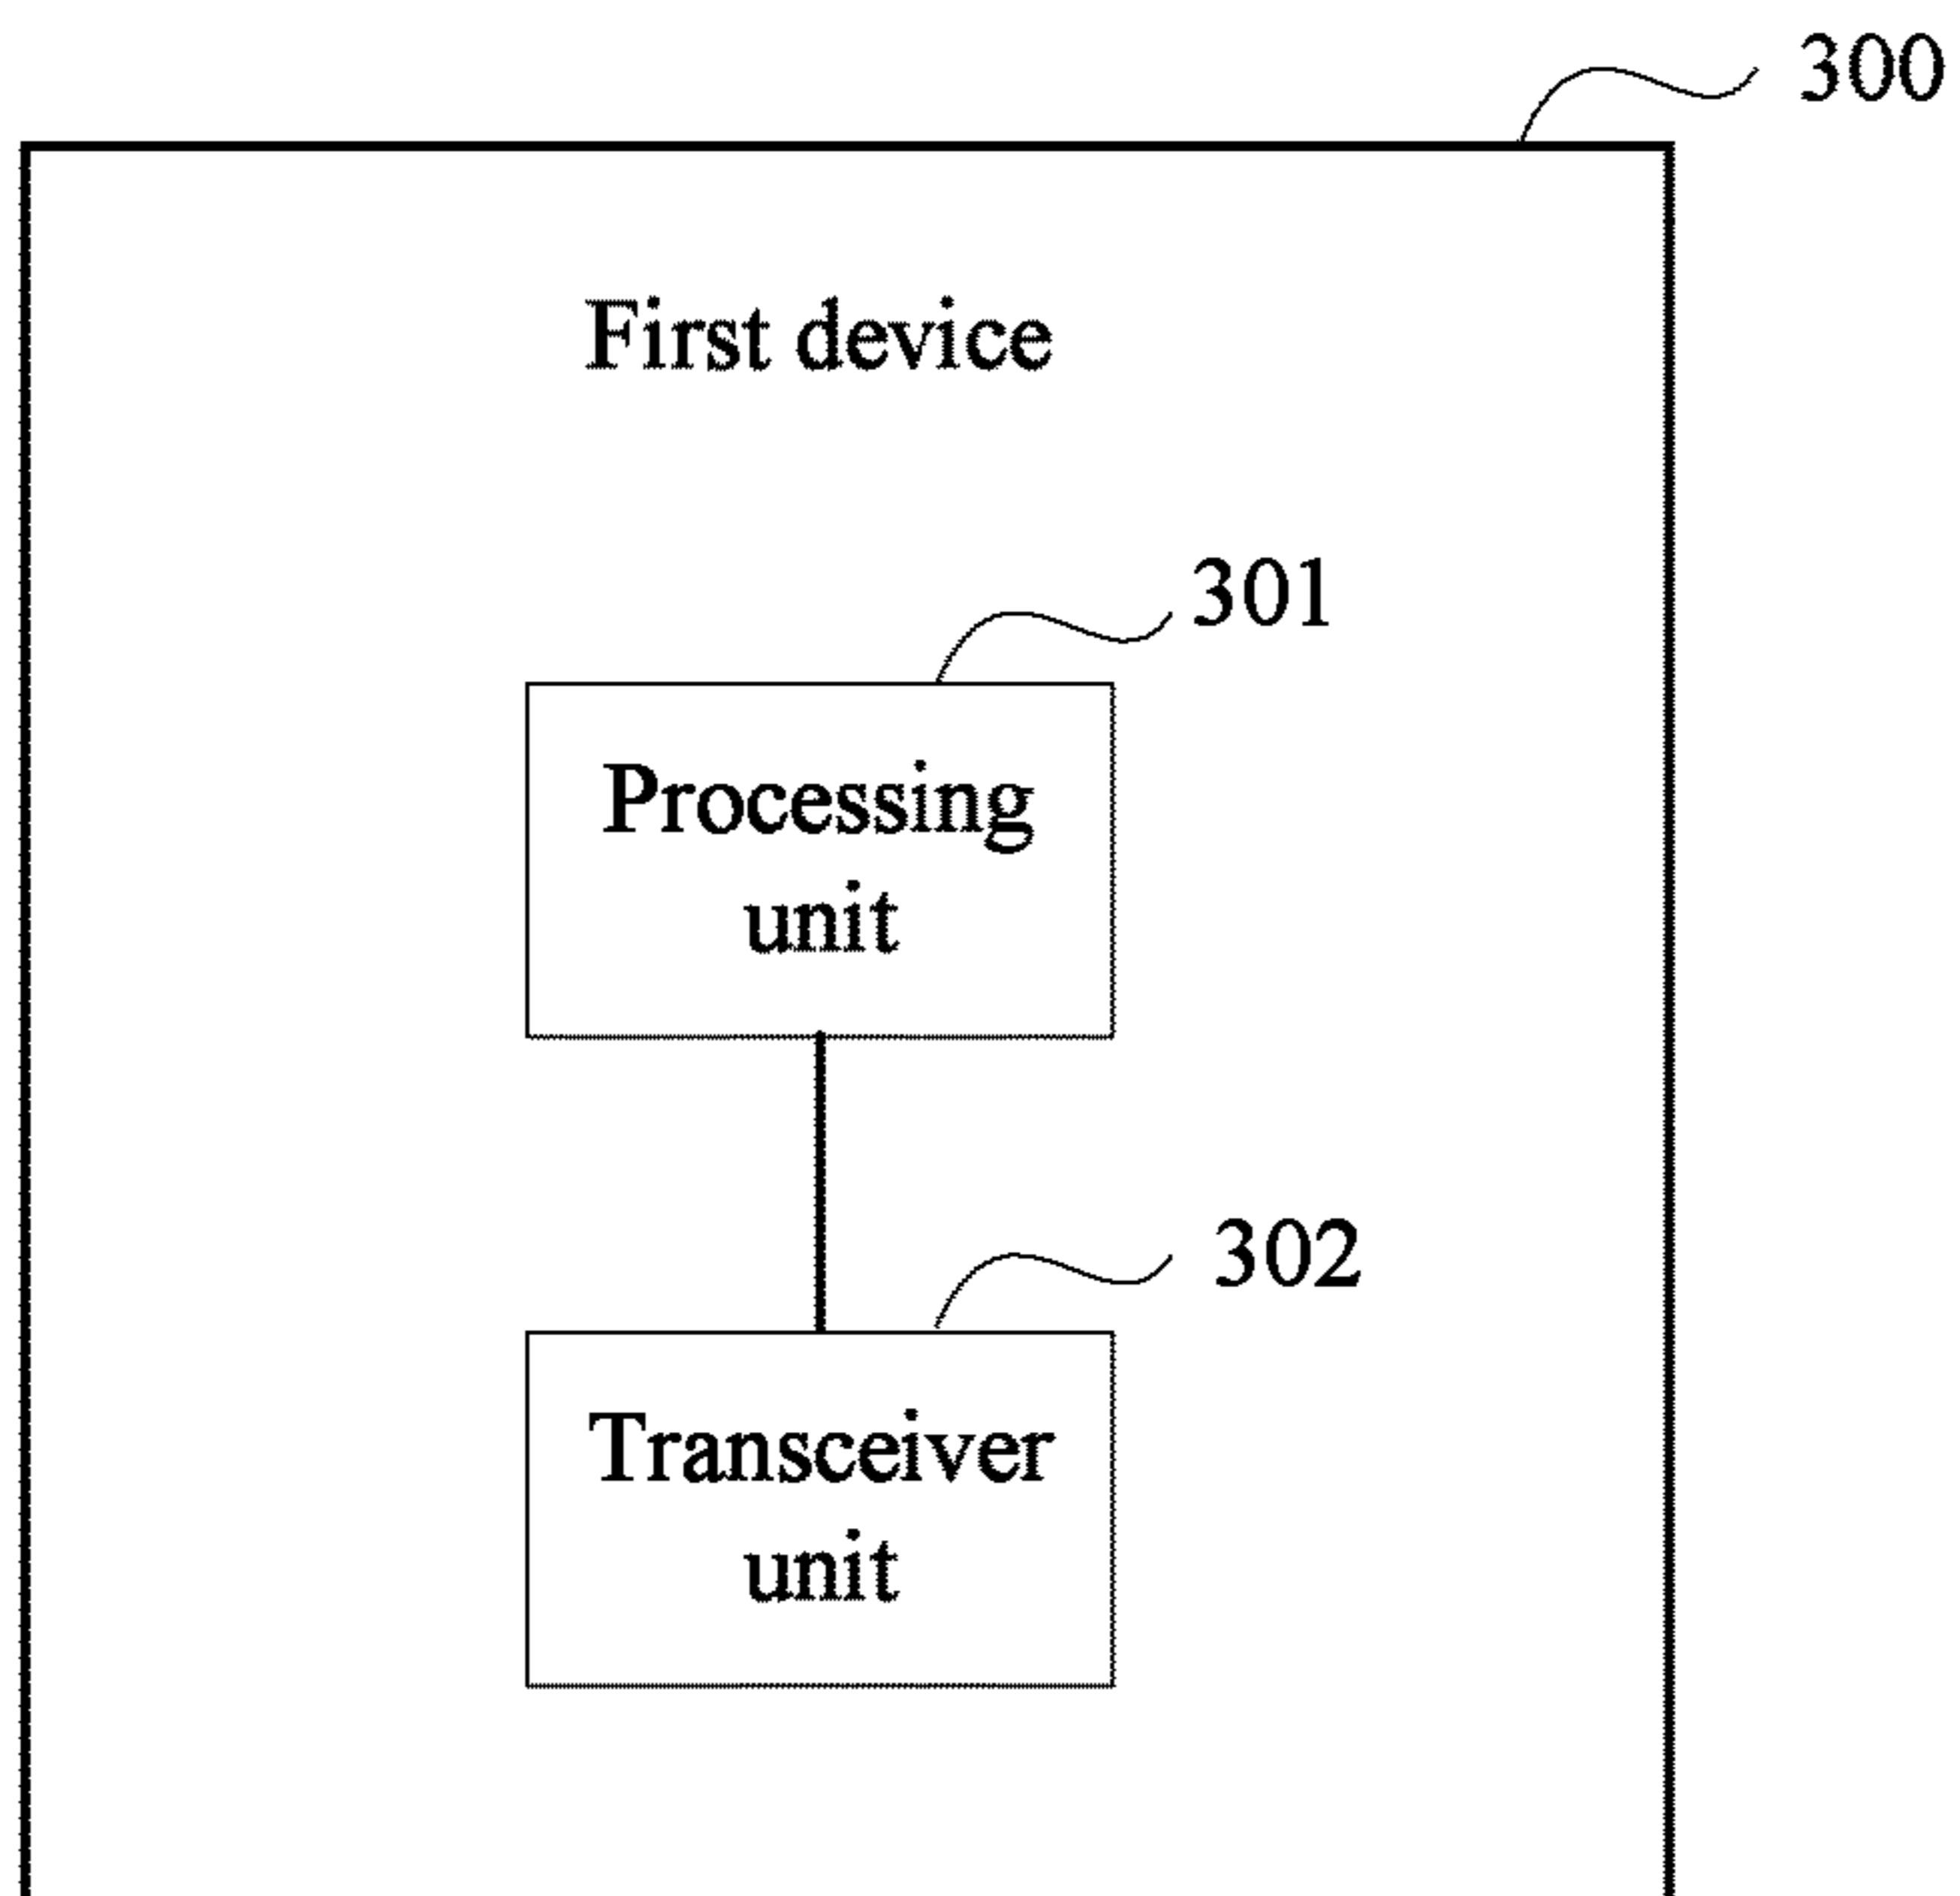 300
First device
301
Processing
unit
302
Transceiver
unit